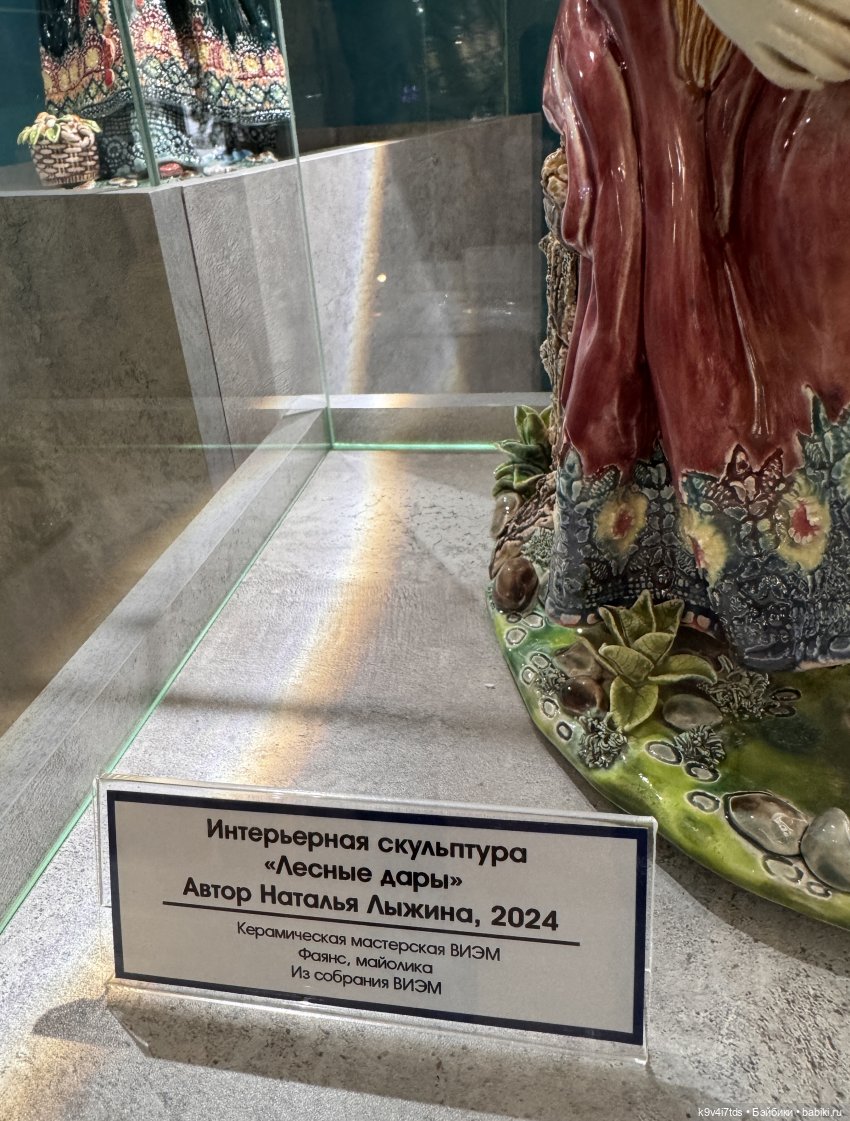 Интерьерная скульптура
«Лесные дары»
Автор Наталья Лыжина, 2024
Керамическая мастерская ВИЭМ
Фаянс, майолика
Из собрания ВИЭМ
k9v4i7tds • Бэйбики • babiki.ru